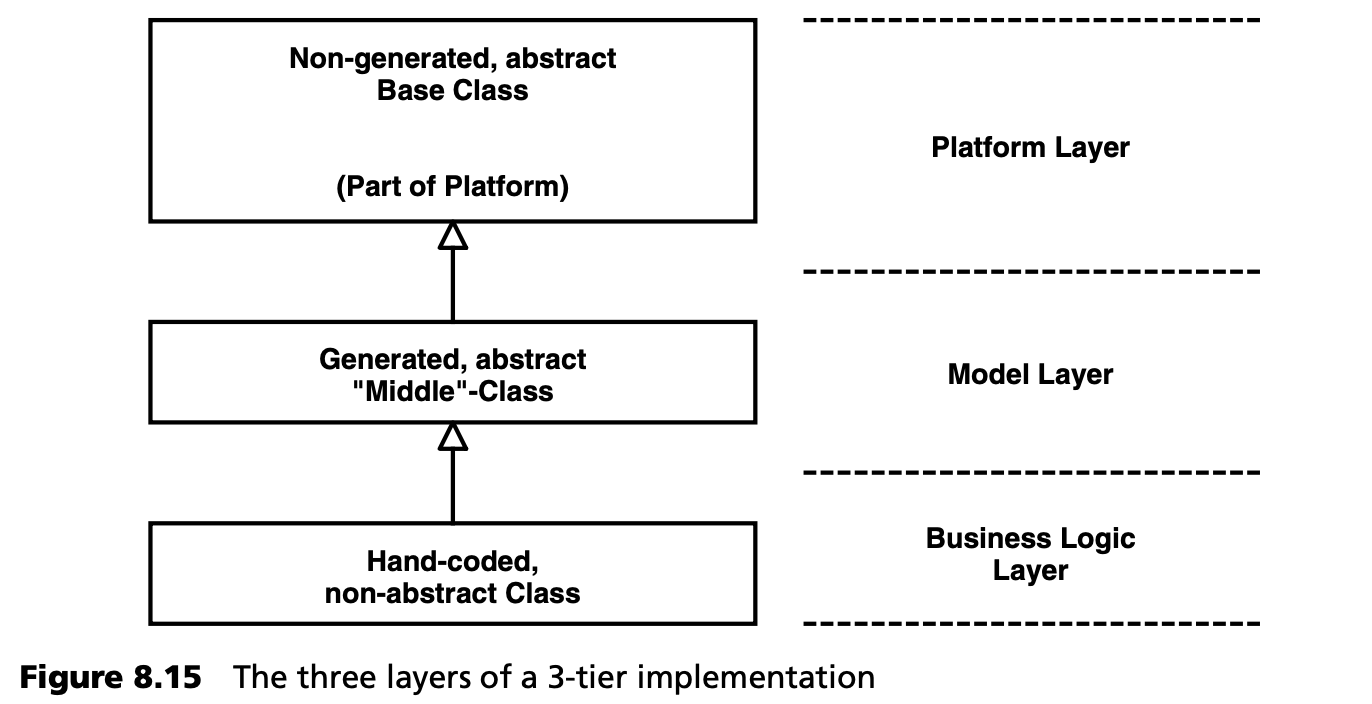 Non-generated, abstract
Base Class
(Part of Platform)
Platform Layer
Generated, abstract
"Middle"-Class
Model Layer
Hand-coded,
non-abstract Class
Business Logic
Layer
Figure 8.15 The three layers of a 3-tier implementation